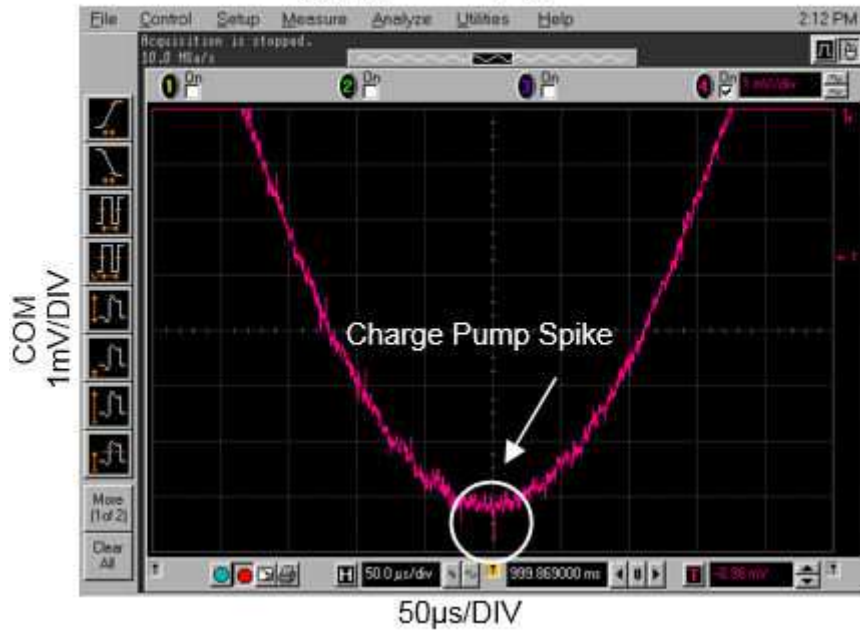 File Control Setup Measure Analyze Utilities Help 2:12 PM
Acquisition is stopped.
10.0 MSa/s
1 On 2 On 3 On 4 On 1 mV/div
COM
1mV/DIV
Charge Pump Spike
More
(1 of 2)
Clear
All
H 50.0 µs/div T 999.869000 ms 0 T
50µs/DIV